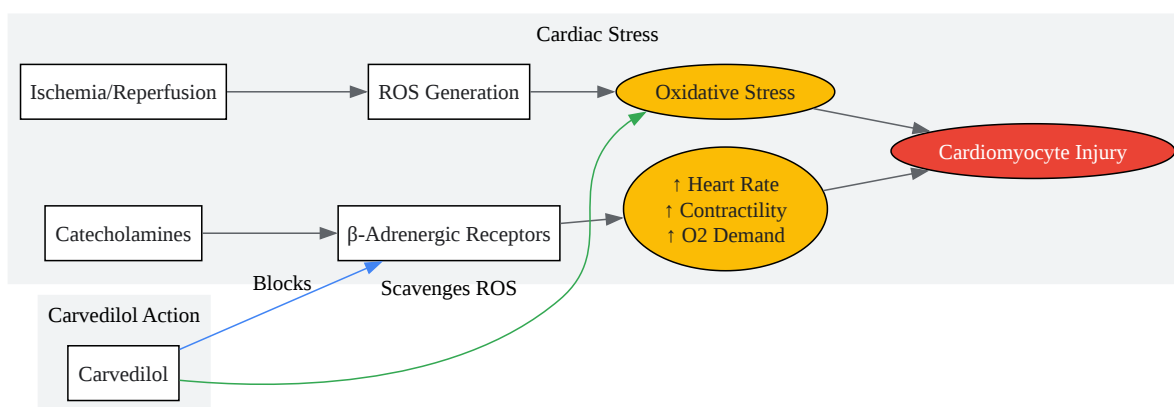 Cardiac Stress
Ischemia/Reperfusion
ROS Generation
Oxidative Stress
Cardiomyocyte Injury
↑ Heart Rate
↑ Contractility
↑ O2 Demand
Catecholamines
β-Adrenergic Receptors
Blocks
Scavenges ROS
Carvedilol Action
Carvedilol